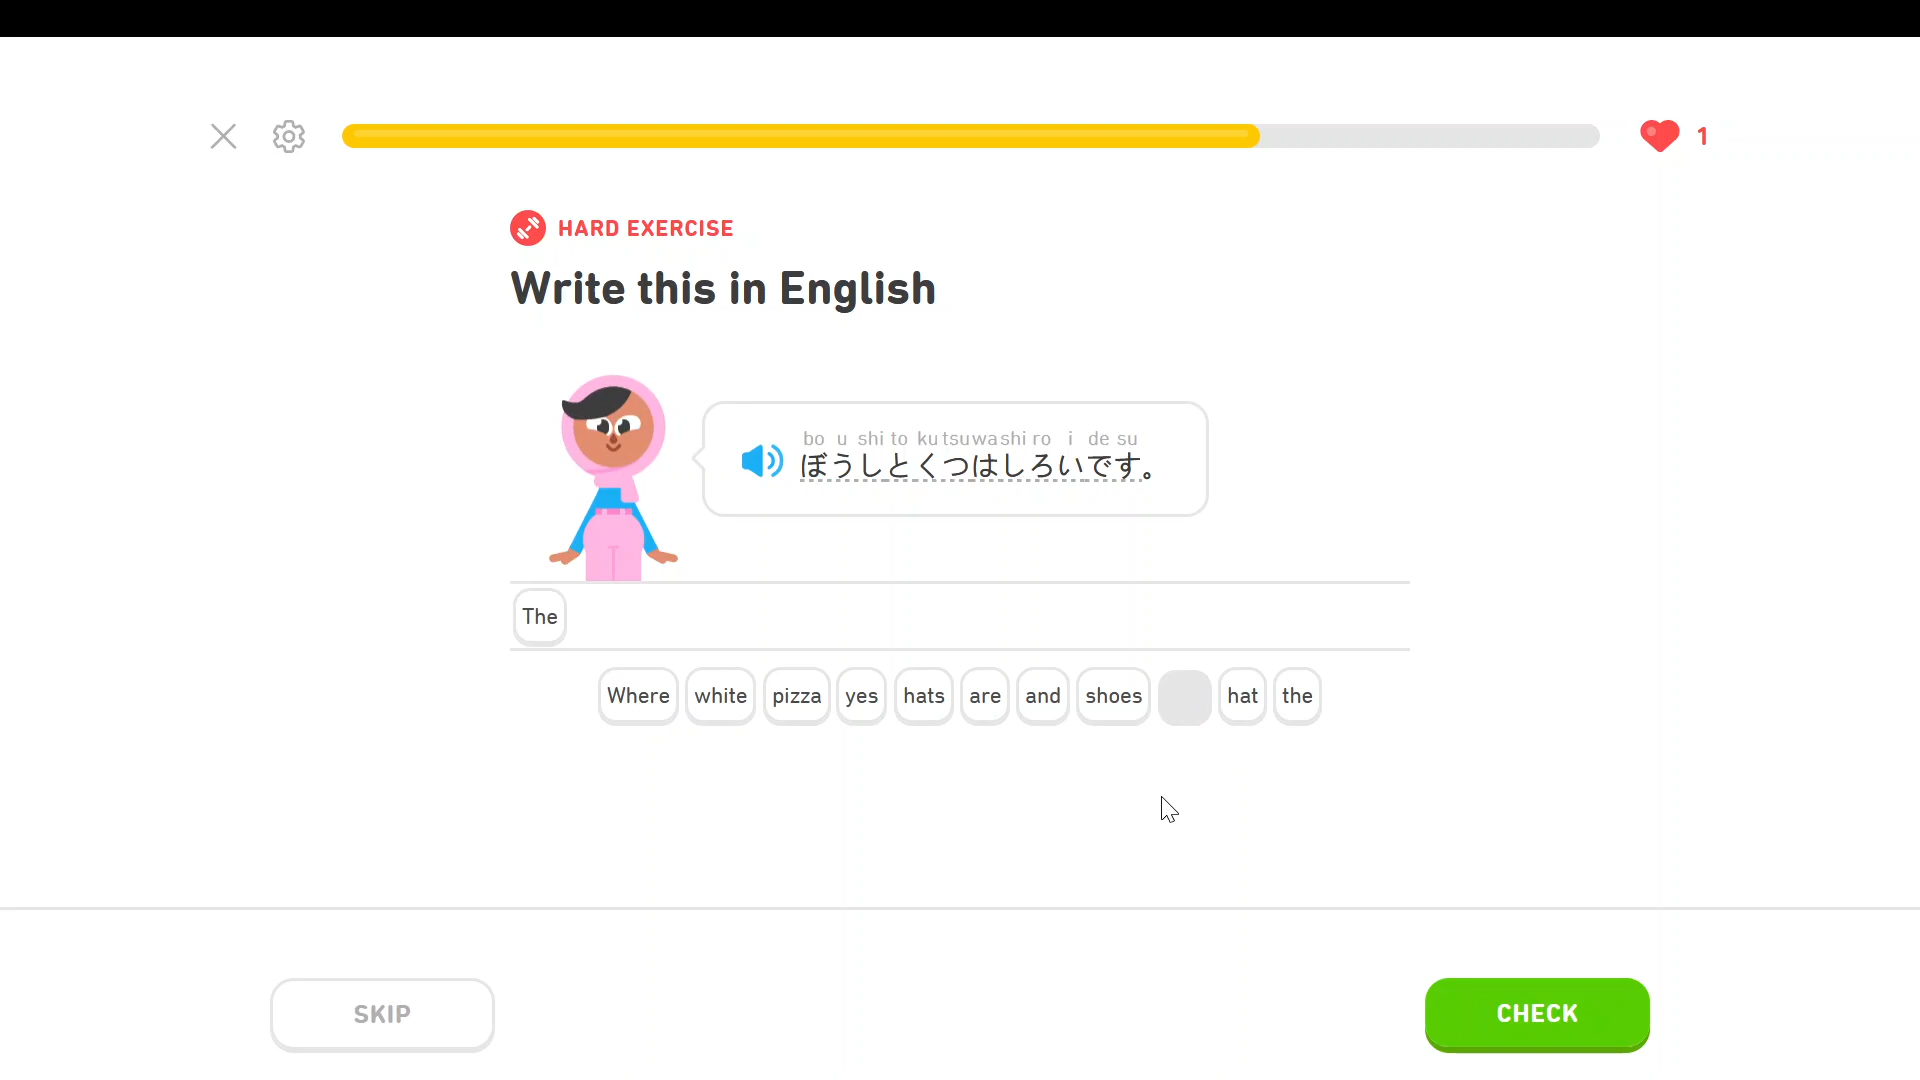 1
HARD EXERCISE
Write this in English
bo u shi to ku tsu wa shi ro i de su
ぼうしとくつはしろいです。
The
Where white pizza yes hats are and shoes hat the
SKIP
CHECK